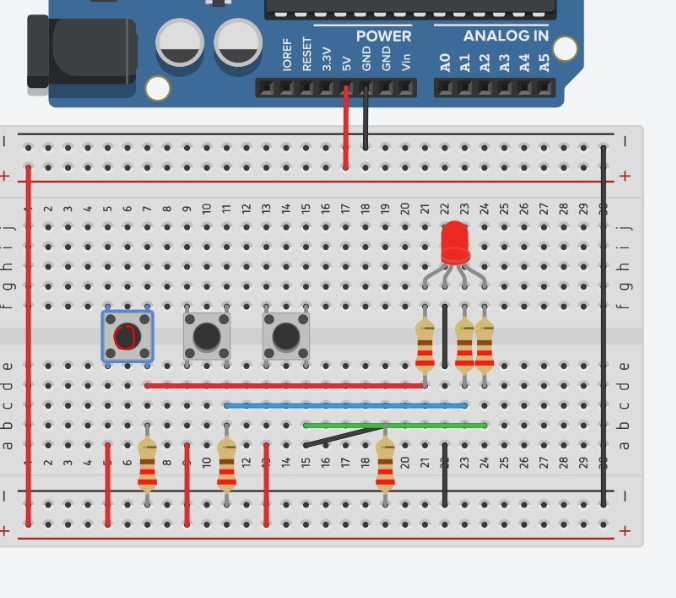 POWER ANALOG IN
IOREF RESET 3.3V 5V GND GND Vin A0 A1 A2 A3 A4 A5
− −
+ +
1 2 3 4 5 6 7 8 9 10 11 12 13 14 15 16 17 18 19 20 21 22 23 24 25 26 27 28 29 30
j j
i i
h h
g g
f f
e e
d d
c c
b b
a a
1 2 3 4 5 6 7 8 9 10 11 12 13 14 15 16 17 18 19 20 21 22 23 24 25 26 27 28 29 30
− −
+ +